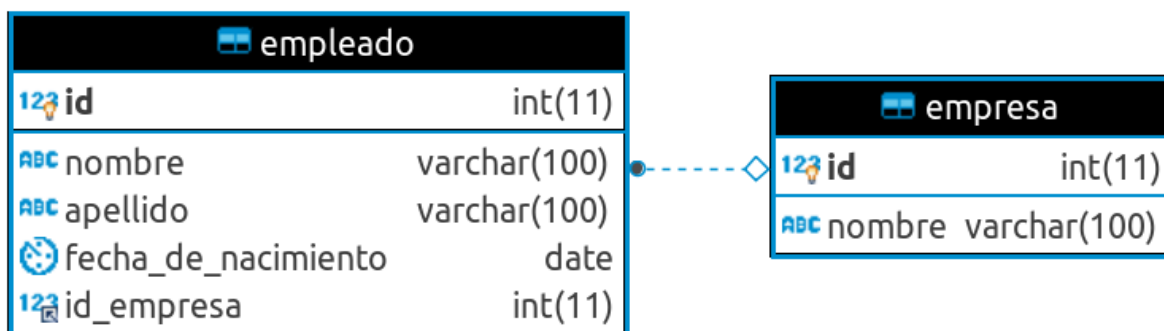 empleado
id int(11)
nombre varchar(100)
apellido varchar(100)
fecha_de_nacimiento date
id_empresa int(11)
empresa
id int(11)
nombre varchar(100)